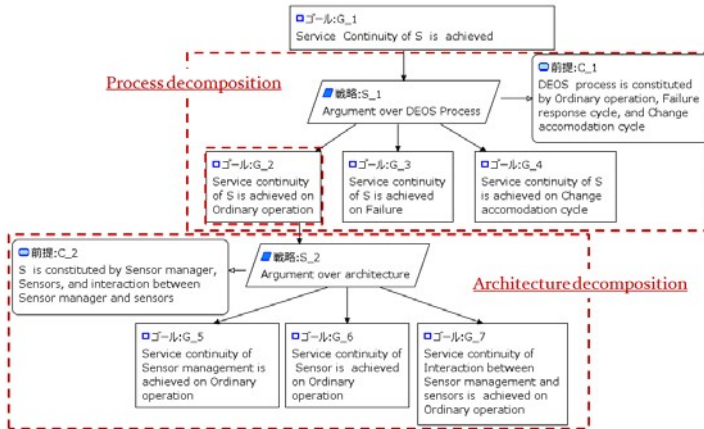 ゴール:G_1
Service Continuity of S is achieved
Process decomposition
戦略:S_1
Argument over DEOS Process
前提:C_1
DEOS process is constituted
by Ordinary operation, Failure
response cycle, and Change
accomodation cycle
ゴール:G_2
Service continuity
of S is achieved on
Ordinary operation
ゴール:G_3
Service continuity
of S is achieved
on Failure
ゴール:G_4
Service continuity of S
is achieved on Change
accomodation cycle
前提:C_2
S is constituted by Sensor manager,
Sensors, and interaction between
Sensor manager and sensors
戦略:S_2
Argument over architecture
Architecture decomposition
ゴール:G_5
Service continuity of
Sensor management is
achieved on Ordinary
operation
ゴール:G_6
Service continuity of
Sensor is achieved
on Ordinary
operation
ゴール:G_7
Service continuity of
Interaction between
Sensor management and
sensors is achieved on
Ordinary operation